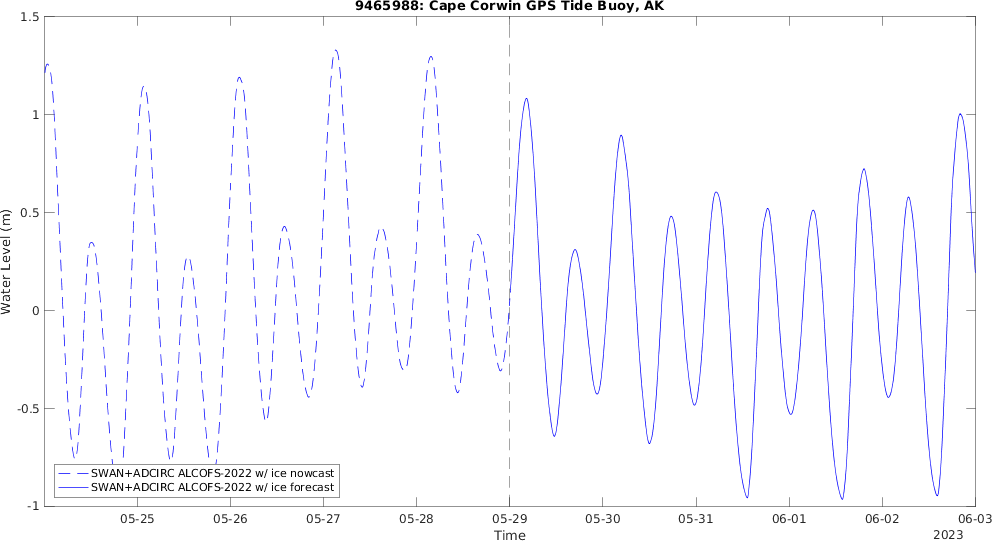 9465988: Cape Corwin GPS Tide Buoy, AK
1.5
1
0.5
0
-0.5
-1
Water Level (m)
SWAN+ADCIRC ALCOFS-2022 w/ ice nowcast
SWAN+ADCIRC ALCOFS-2022 w/ ice forecast
05-25 05-26 05-27 05-28 05-29 05-30 05-31 06-01 06-02 06-03
Time
2023